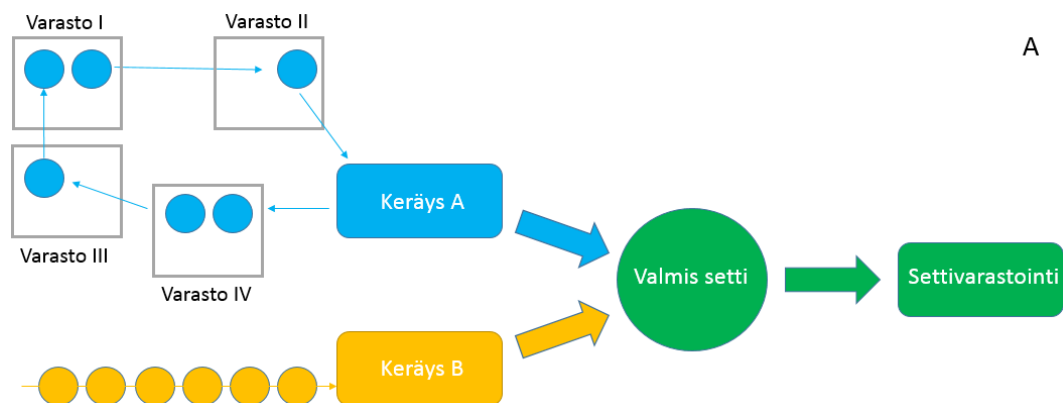 Varasto I
Varasto II
A
Keräys A
Varasto III
Varasto IV
Valmis setti
Settivarastointi
Keräys B